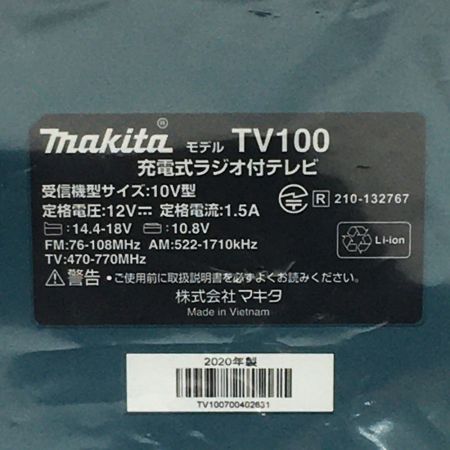 makita® モデル TV100
充電式ラジオ付テレビ
受信機型サイズ:10V型
定格電圧:12V⎓ 定格電流:1.5A
R 210-132767
:14.4-18V :10.8V
FM:76-108MHz AM:522-1710kHz
Li-ion
TV:470-770MHz
⚠警告 •ご使用前に取扱説明書を必ずよくお読みください。
株式会社マキタ
Made in Vietnam
2020年製
TV100700402631